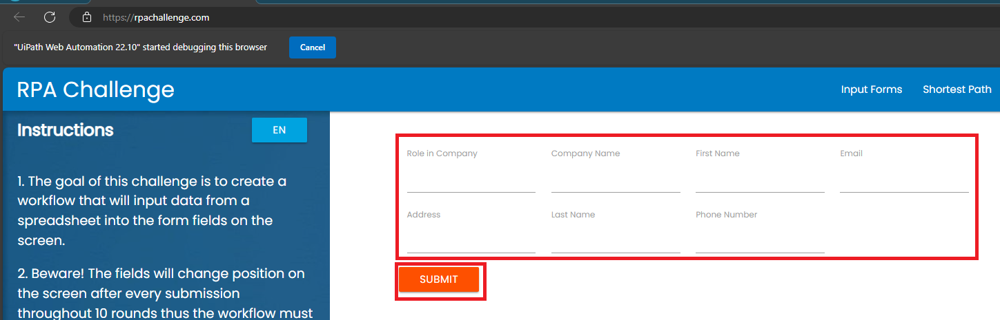 https://rpachallenge.com
"UiPath Web Automation 22.10" started debugging this browser
Cancel
RPA Challenge
Input Forms
Shortest Path
Instructions
EN
1. The goal of this challenge is to create a
workflow that will input data from a
spreadsheet into the form fields on the
screen.
2. Beware! The fields will change position on
the screen after every submission
throughout 10 rounds thus the workflow must
Role in Company
Company Name
First Name
Email
Address
Last Name
Phone Number
SUBMIT